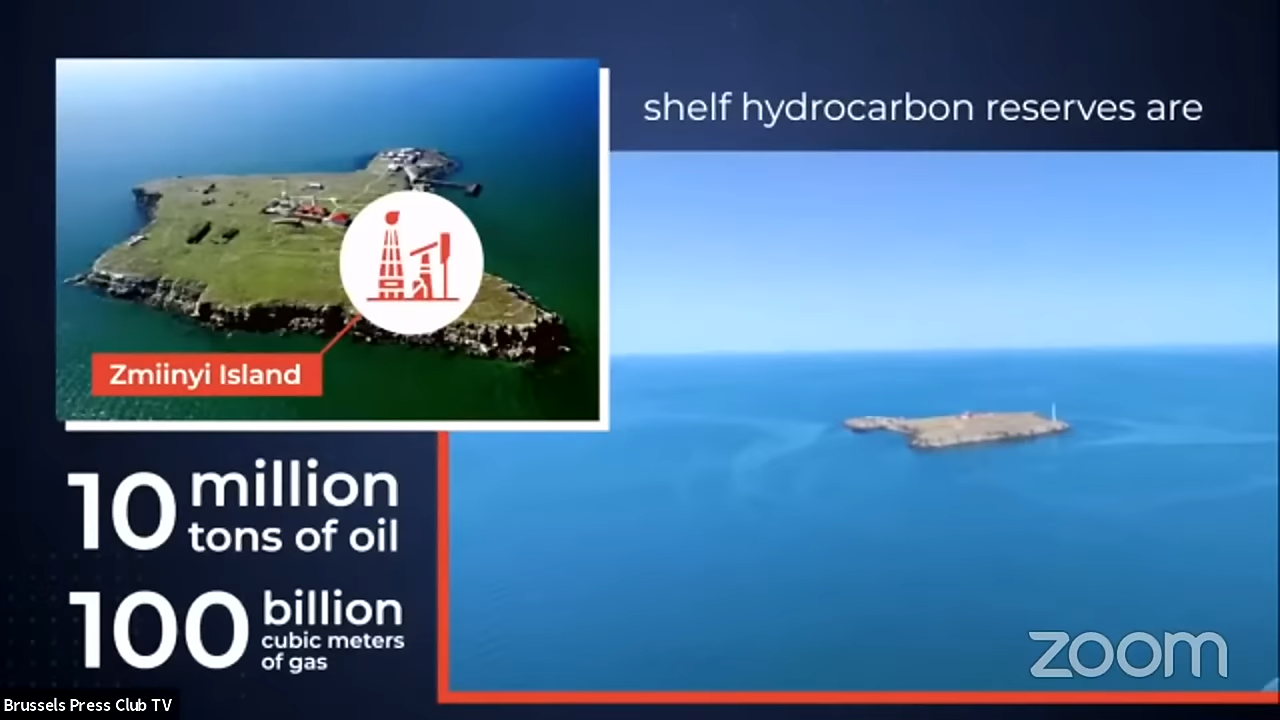 shelf hydrocarbon reserves are
Zmiinyi Island
10 million
tons of oil
100 billion
cubic meters
of gas
zoom
Brussels Press Club TV